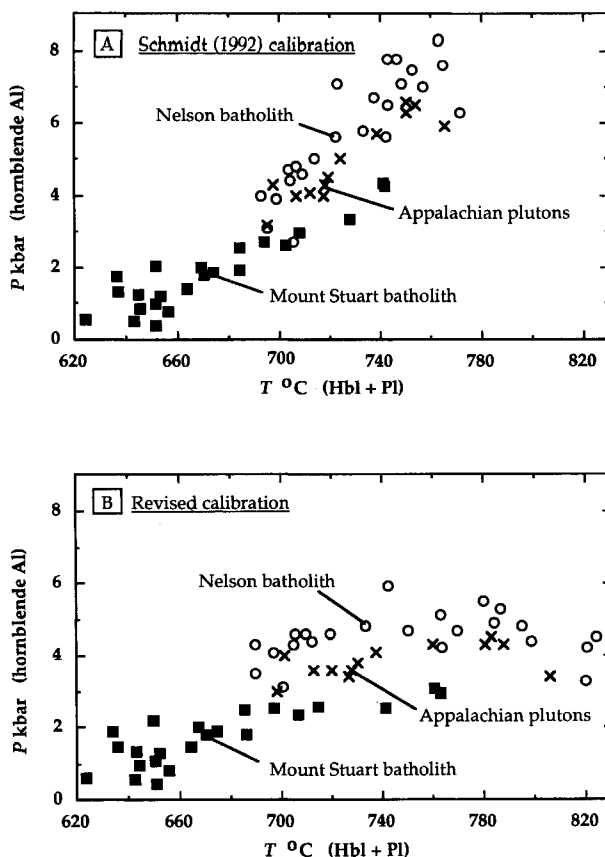 A Schmidt (1992) calibration
8
6
4
2
0
P kbar (hornblende Al)
Nelson batholith
Appalachian plutons
Mount Stuart batholith
620 660 700 740 780 820
T °C (Hbl + Pl)
B Revised calibration
8
6
4
2
0
P kbar (hornblende Al)
Nelson batholith
Appalachian plutons
Mount Stuart batholith
620 660 700 740 780 820
T °C (Hbl + Pl)